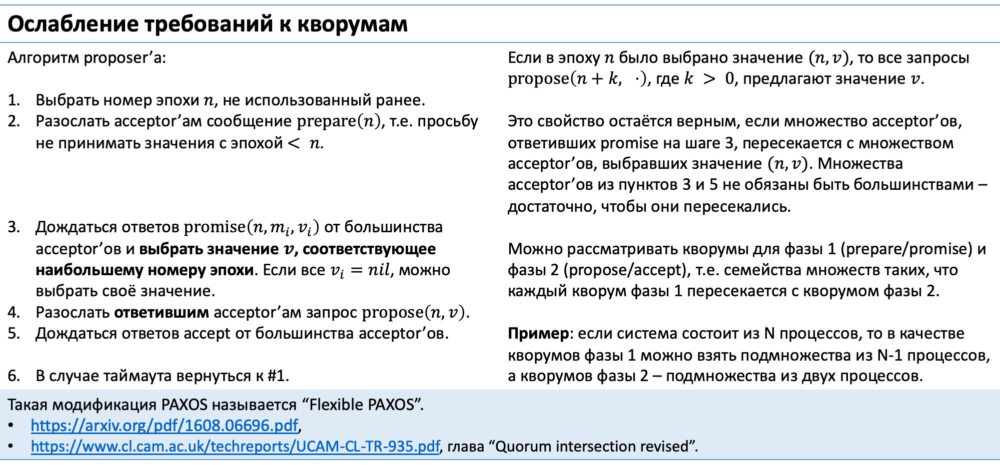 Ослабление требований к кворумам
Алгоритм proposer’а:
1. Выбрать номер эпохи n, не использованный ранее.
2. Разослать acceptor’ам сообщение prepare(n), т.е. просьбу
не принимать значения с эпохой < n.
3. Дождаться ответов promise(n, mᵢ, vᵢ) от большинства
acceptor’ов и выбрать значение v, соответствующее
наибольшему номеру эпохи. Если все vᵢ = nil, можно
выбрать своё значение.
4. Разослать ответившим acceptor’ам запрос propose(n, v).
5. Дождаться ответов accept от большинства acceptor’ов.
6. В случае таймаута вернуться к #1.
Если в эпоху n было выбрано значение (n, v), то все запросы
propose(n + k, ·), где k > 0, предлагают значение v.
Это свойство остаётся верным, если множество acceptor’ов,
ответивших promise на шаге 3, пересекается с множеством
acceptor’ов, выбравших значение (n, v). Множества
acceptor’ов из пунктов 3 и 5 не обязаны быть большинствами –
достаточно, чтобы они пересекались.
Можно рассматривать кворумы для фазы 1 (prepare/promise) и
фазы 2 (propose/accept), т.е. семейства множеств таких, что
каждый кворум фазы 1 пересекается с кворумом фазы 2.
Пример: если система состоит из N процессов, то в качестве
кворумов фазы 1 можно взять подмножества из N-1 процессов,
а кворумов фазы 2 – подмножества из двух процессов.
Такая модификация PAXOS называется “Flexible PAXOS”.
• https://arxiv.org/pdf/1608.06696.pdf,
• https://www.cl.cam.ac.uk/techreports/UCAM-CL-TR-935.pdf, глава “Quorum intersection revised”.